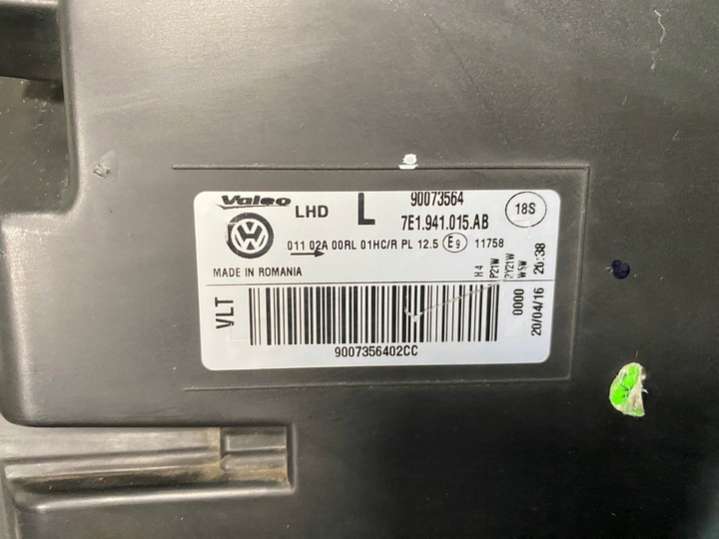 Valeo LHD L 90073564
7E1.941.015.AB 18S
011 02A 00RL 01HC/R PL 12.5 E9 11758
MADE IN ROMANIA
H4
P21W
PY21W
W5W
20:38
VLT
0000
20/04/16
9007356402CC